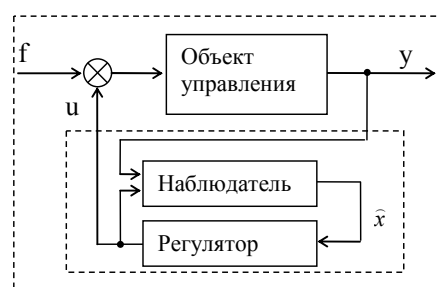 f
Объект
управления
y
u
Наблюдатель
x̂
Регулятор